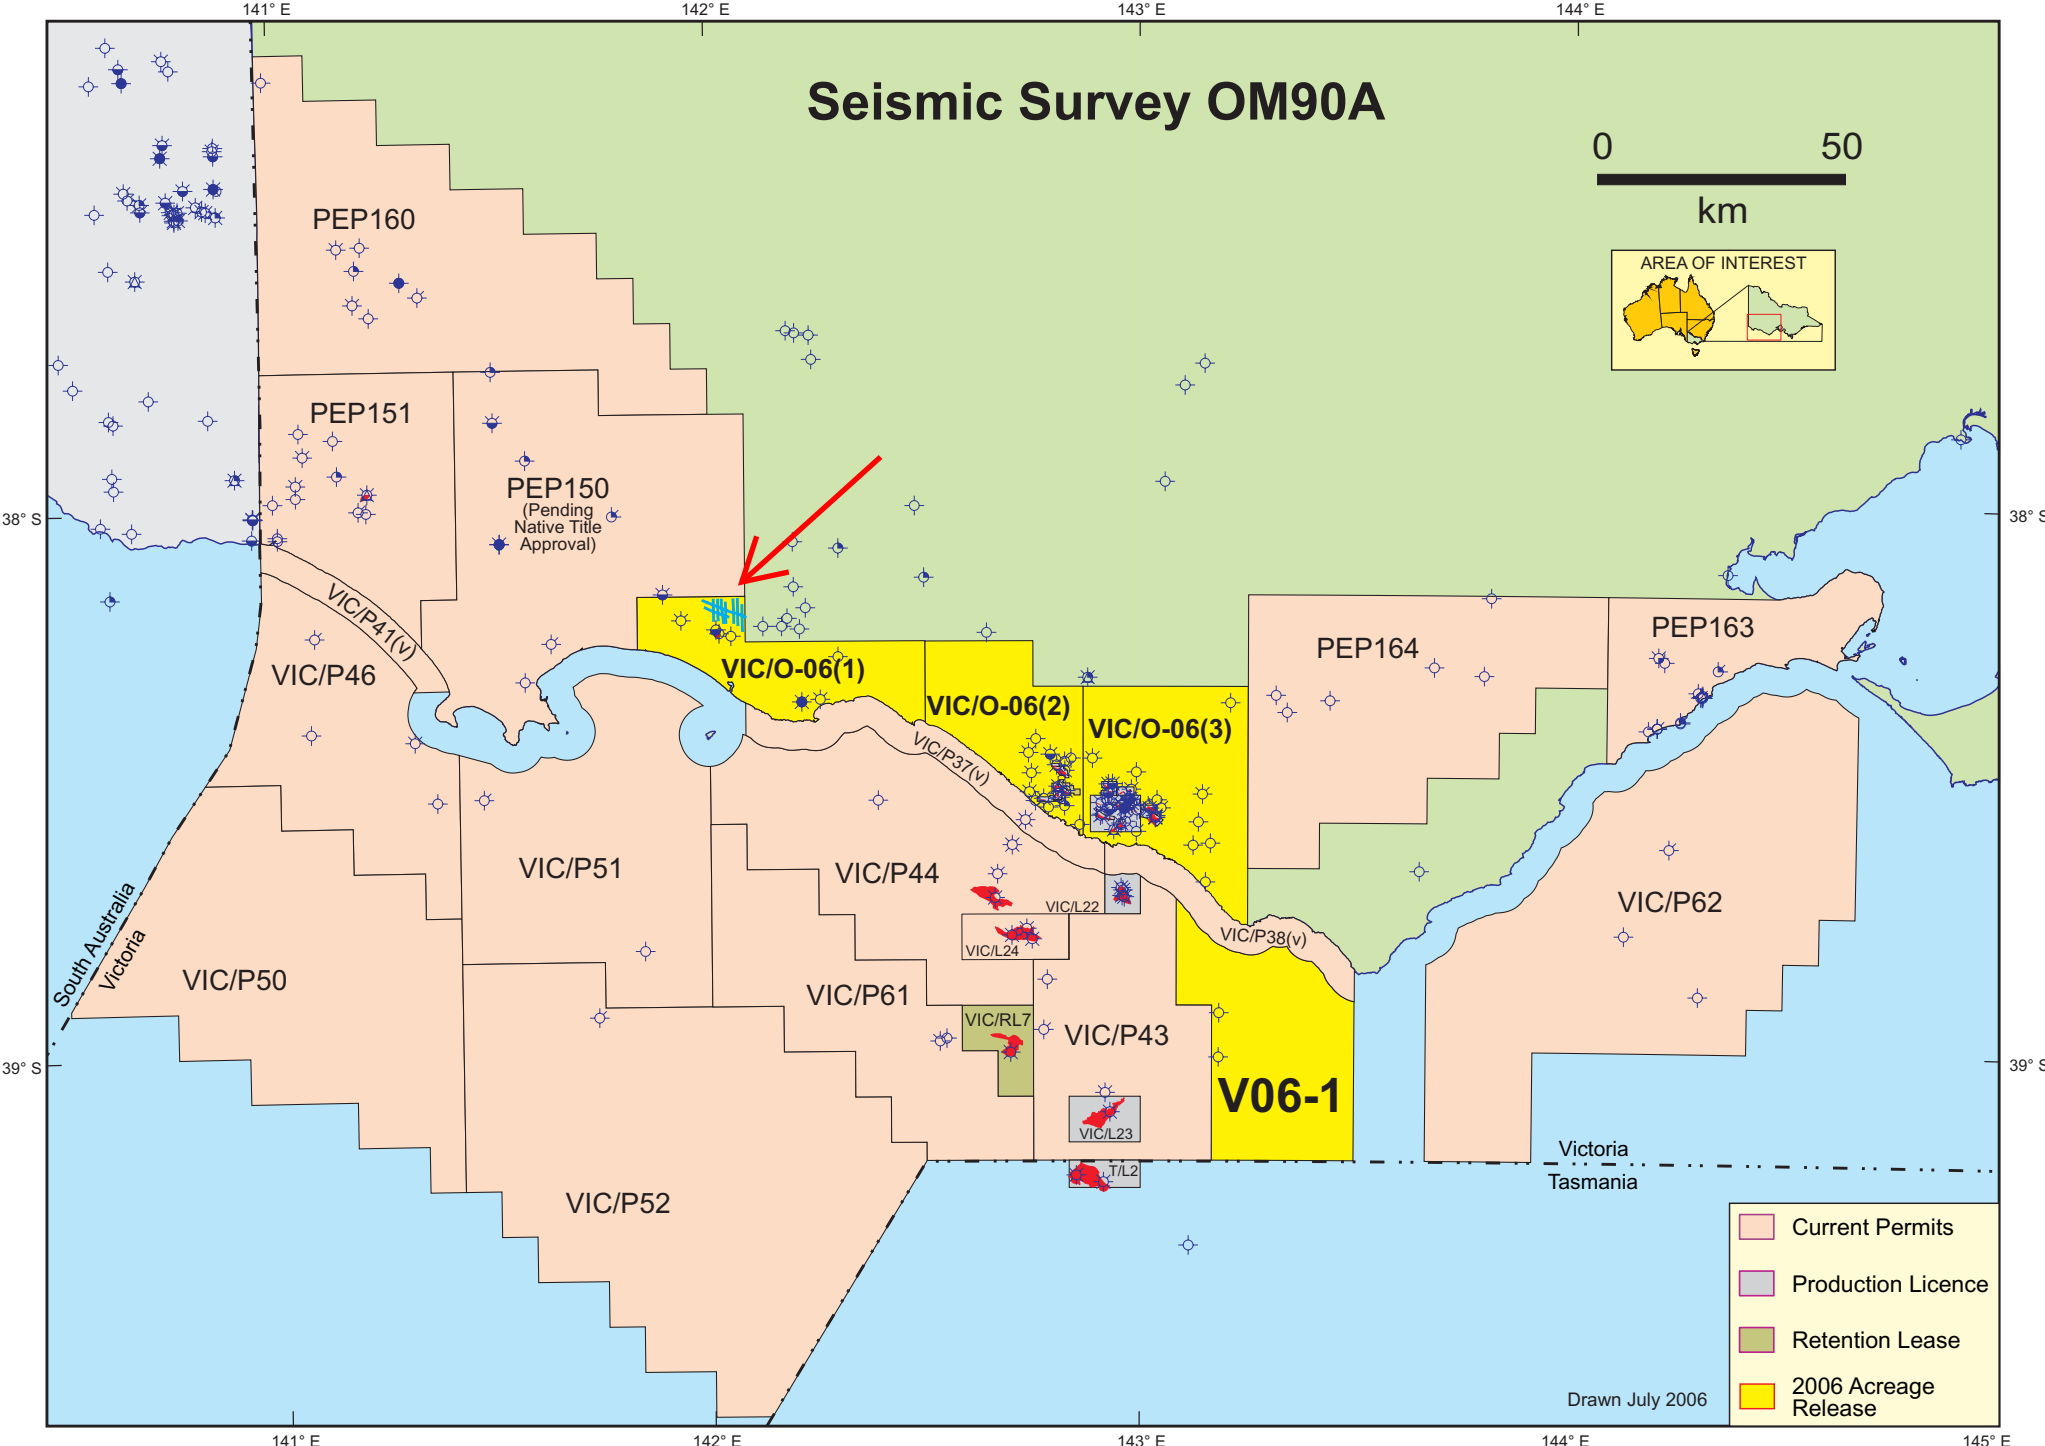 141° E
142° E
143° E
144° E
Seismic Survey OM90A
0
50
km
AREA OF INTEREST
PEP160
PEP151
PEP150
(Pending
Native Title
Approval)
38° S
38° S
VIC/P41(v)
VIC/P46
VIC/O-06(1)
VIC/O-06(2)
VIC/O-06(3)
PEP164
PEP163
VIC/P37(v)
VIC/P51
VIC/P44
VIC/L22
VIC/P62
VIC/L24
VIC/P38(v)
South Australia
Victoria
VIC/P50
VIC/P61
VIC/RL7
VIC/P43
39° S
39° S
V06-1
VIC/L23
T/L2
Victoria
Tasmania
VIC/P52
Current Permits
Production Licence
Retention Lease
2006 Acreage
Release
Drawn July 2006
141° E
142° E
143° E
144° E
145° E